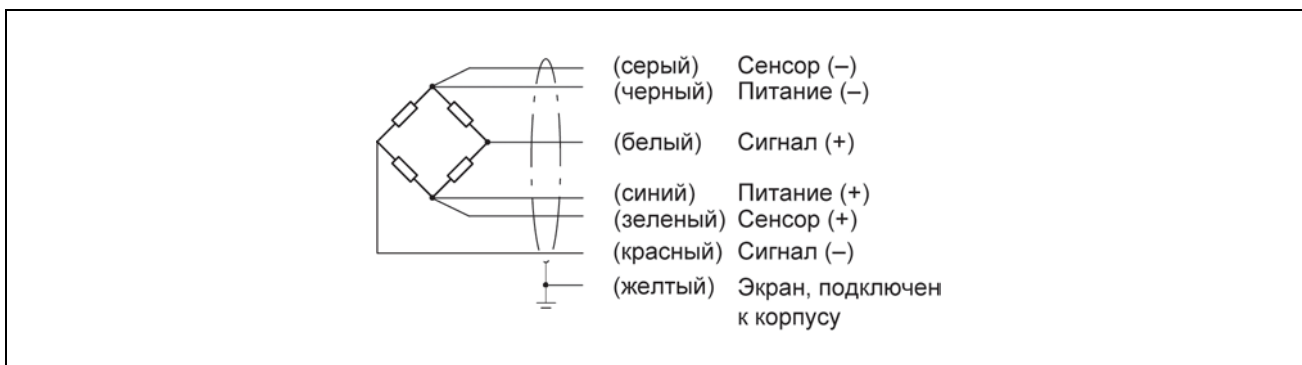 (серый) Сенсор (–)
(черный) Питание (–)
(белый) Сигнал (+)
(синий) Питание (+)
(зеленый) Сенсор (+)
(красный) Сигнал (–)
(желтый) Экран, подключен
к корпусу